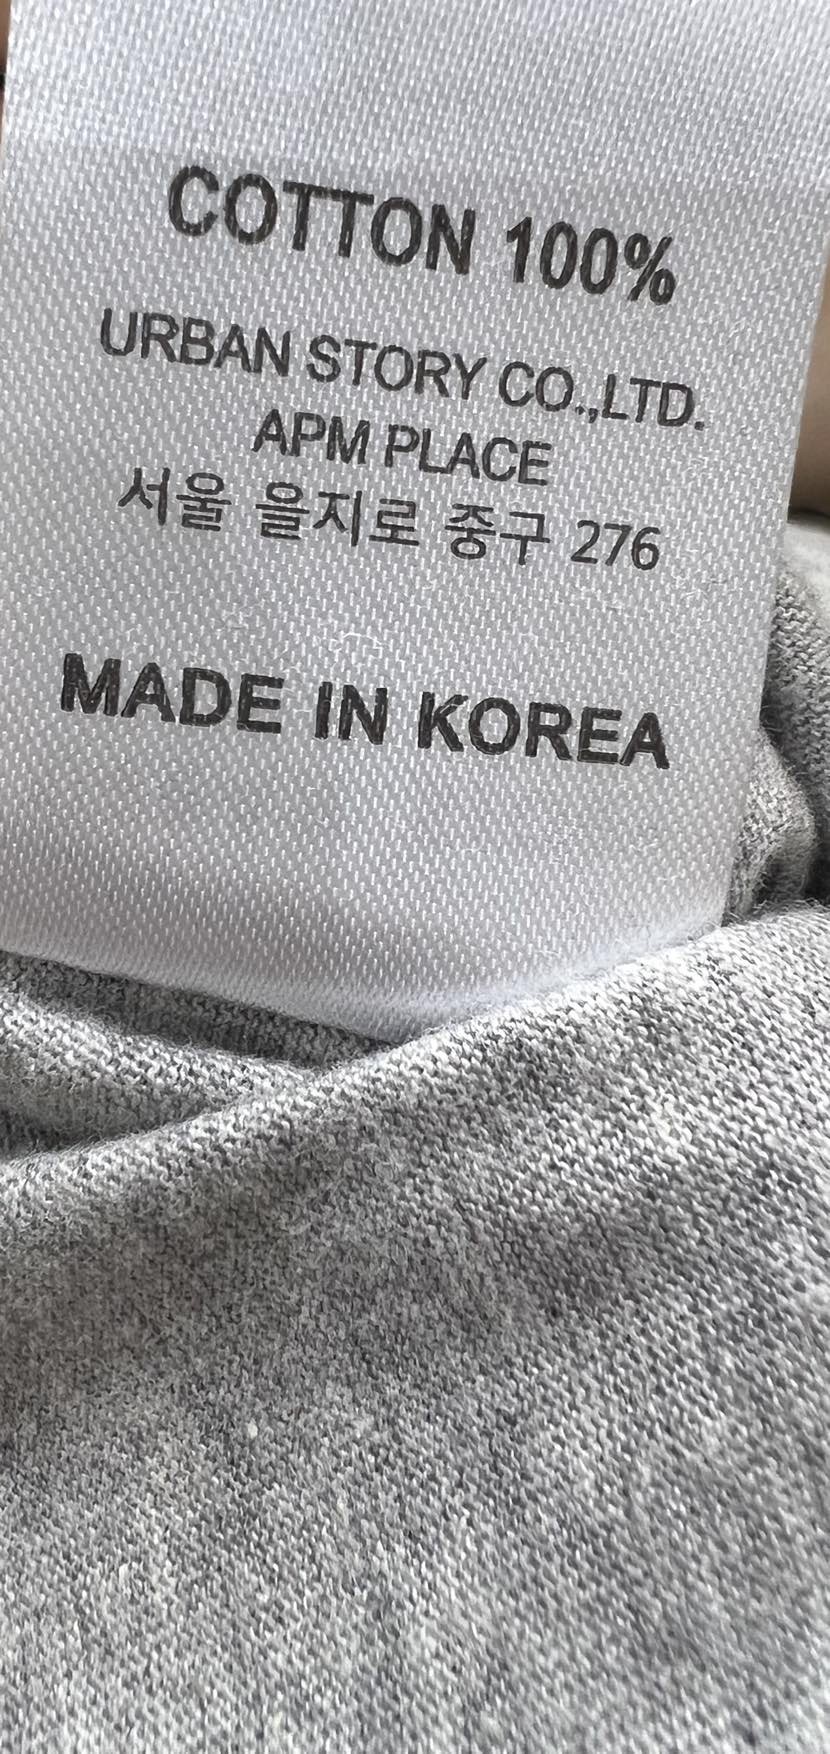 COTTON 100%
URBAN STORY CO.,LTD.
APM PLACE
서울 을지로 중구 276
MADE IN KOREA